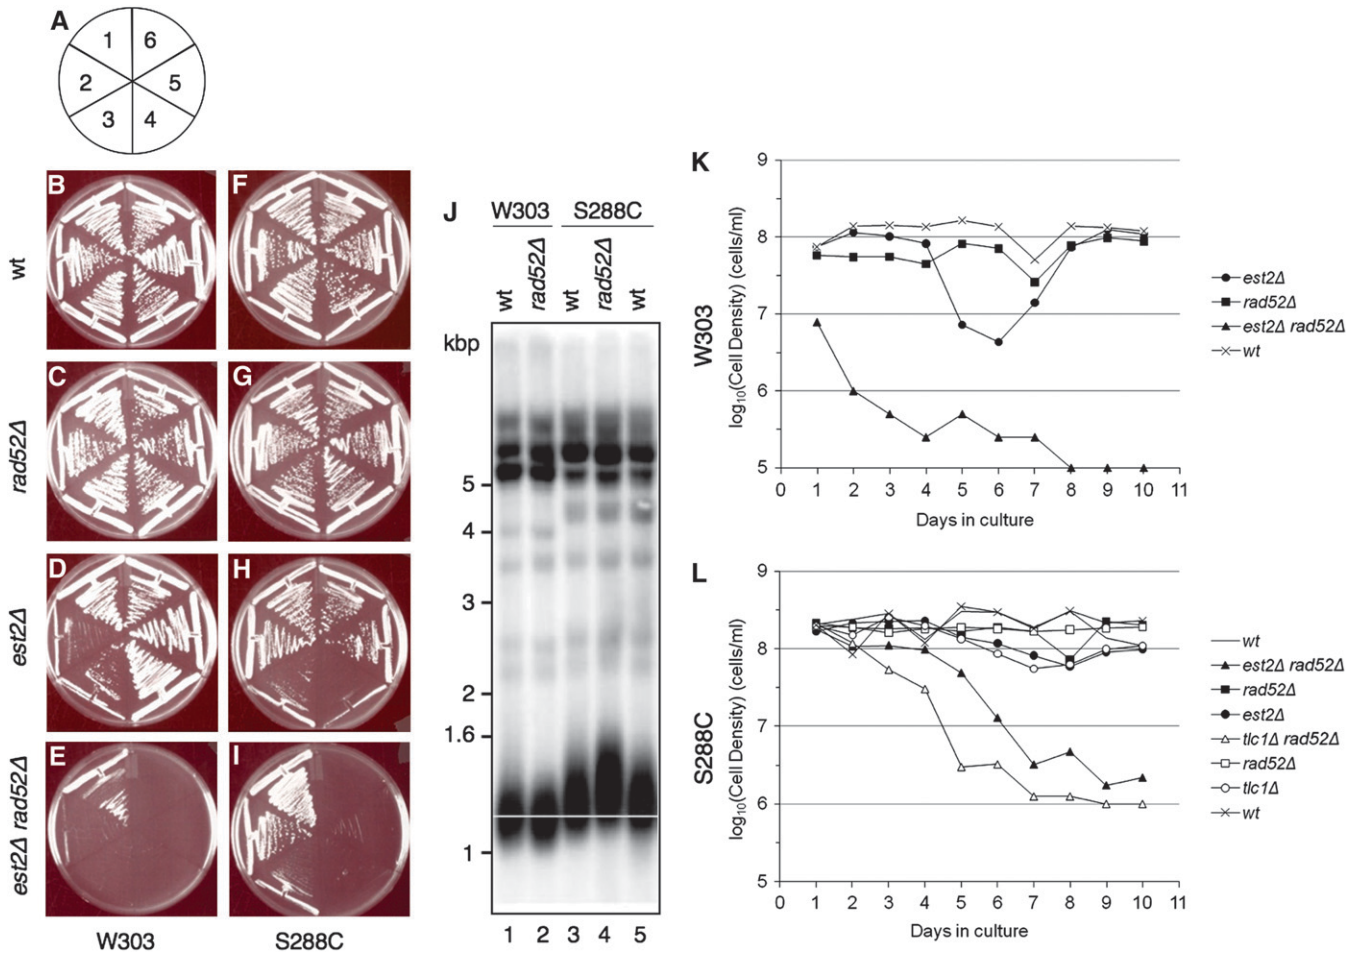 A
1 6
2 5
3 4
B F
wt
C G
rad52Δ
D H
est2Δ
E I
est2Δ rad52Δ
W303 S288C
J
W303 S288C
wt rad52Δ wt rad52Δ wt
kbp
5
4
3
2
1.6
1
1 2 3 4 5
K
W303
log10(Cell Density) (cells/ml)
9
8
7
6
5
0 1 2 3 4 5 6 7 8 9 10 11
Days in culture
est2Δ
rad52Δ
est2Δ rad52Δ
wt
L
S288C
log10(Cell Density) (cells/ml)
9
8
7
6
5
0 1 2 3 4 5 6 7 8 9 10 11
Days in culture
wt
est2Δ rad52Δ
rad52Δ
est2Δ
tlc1Δ rad52Δ
rad52Δ
tlc1Δ
wt